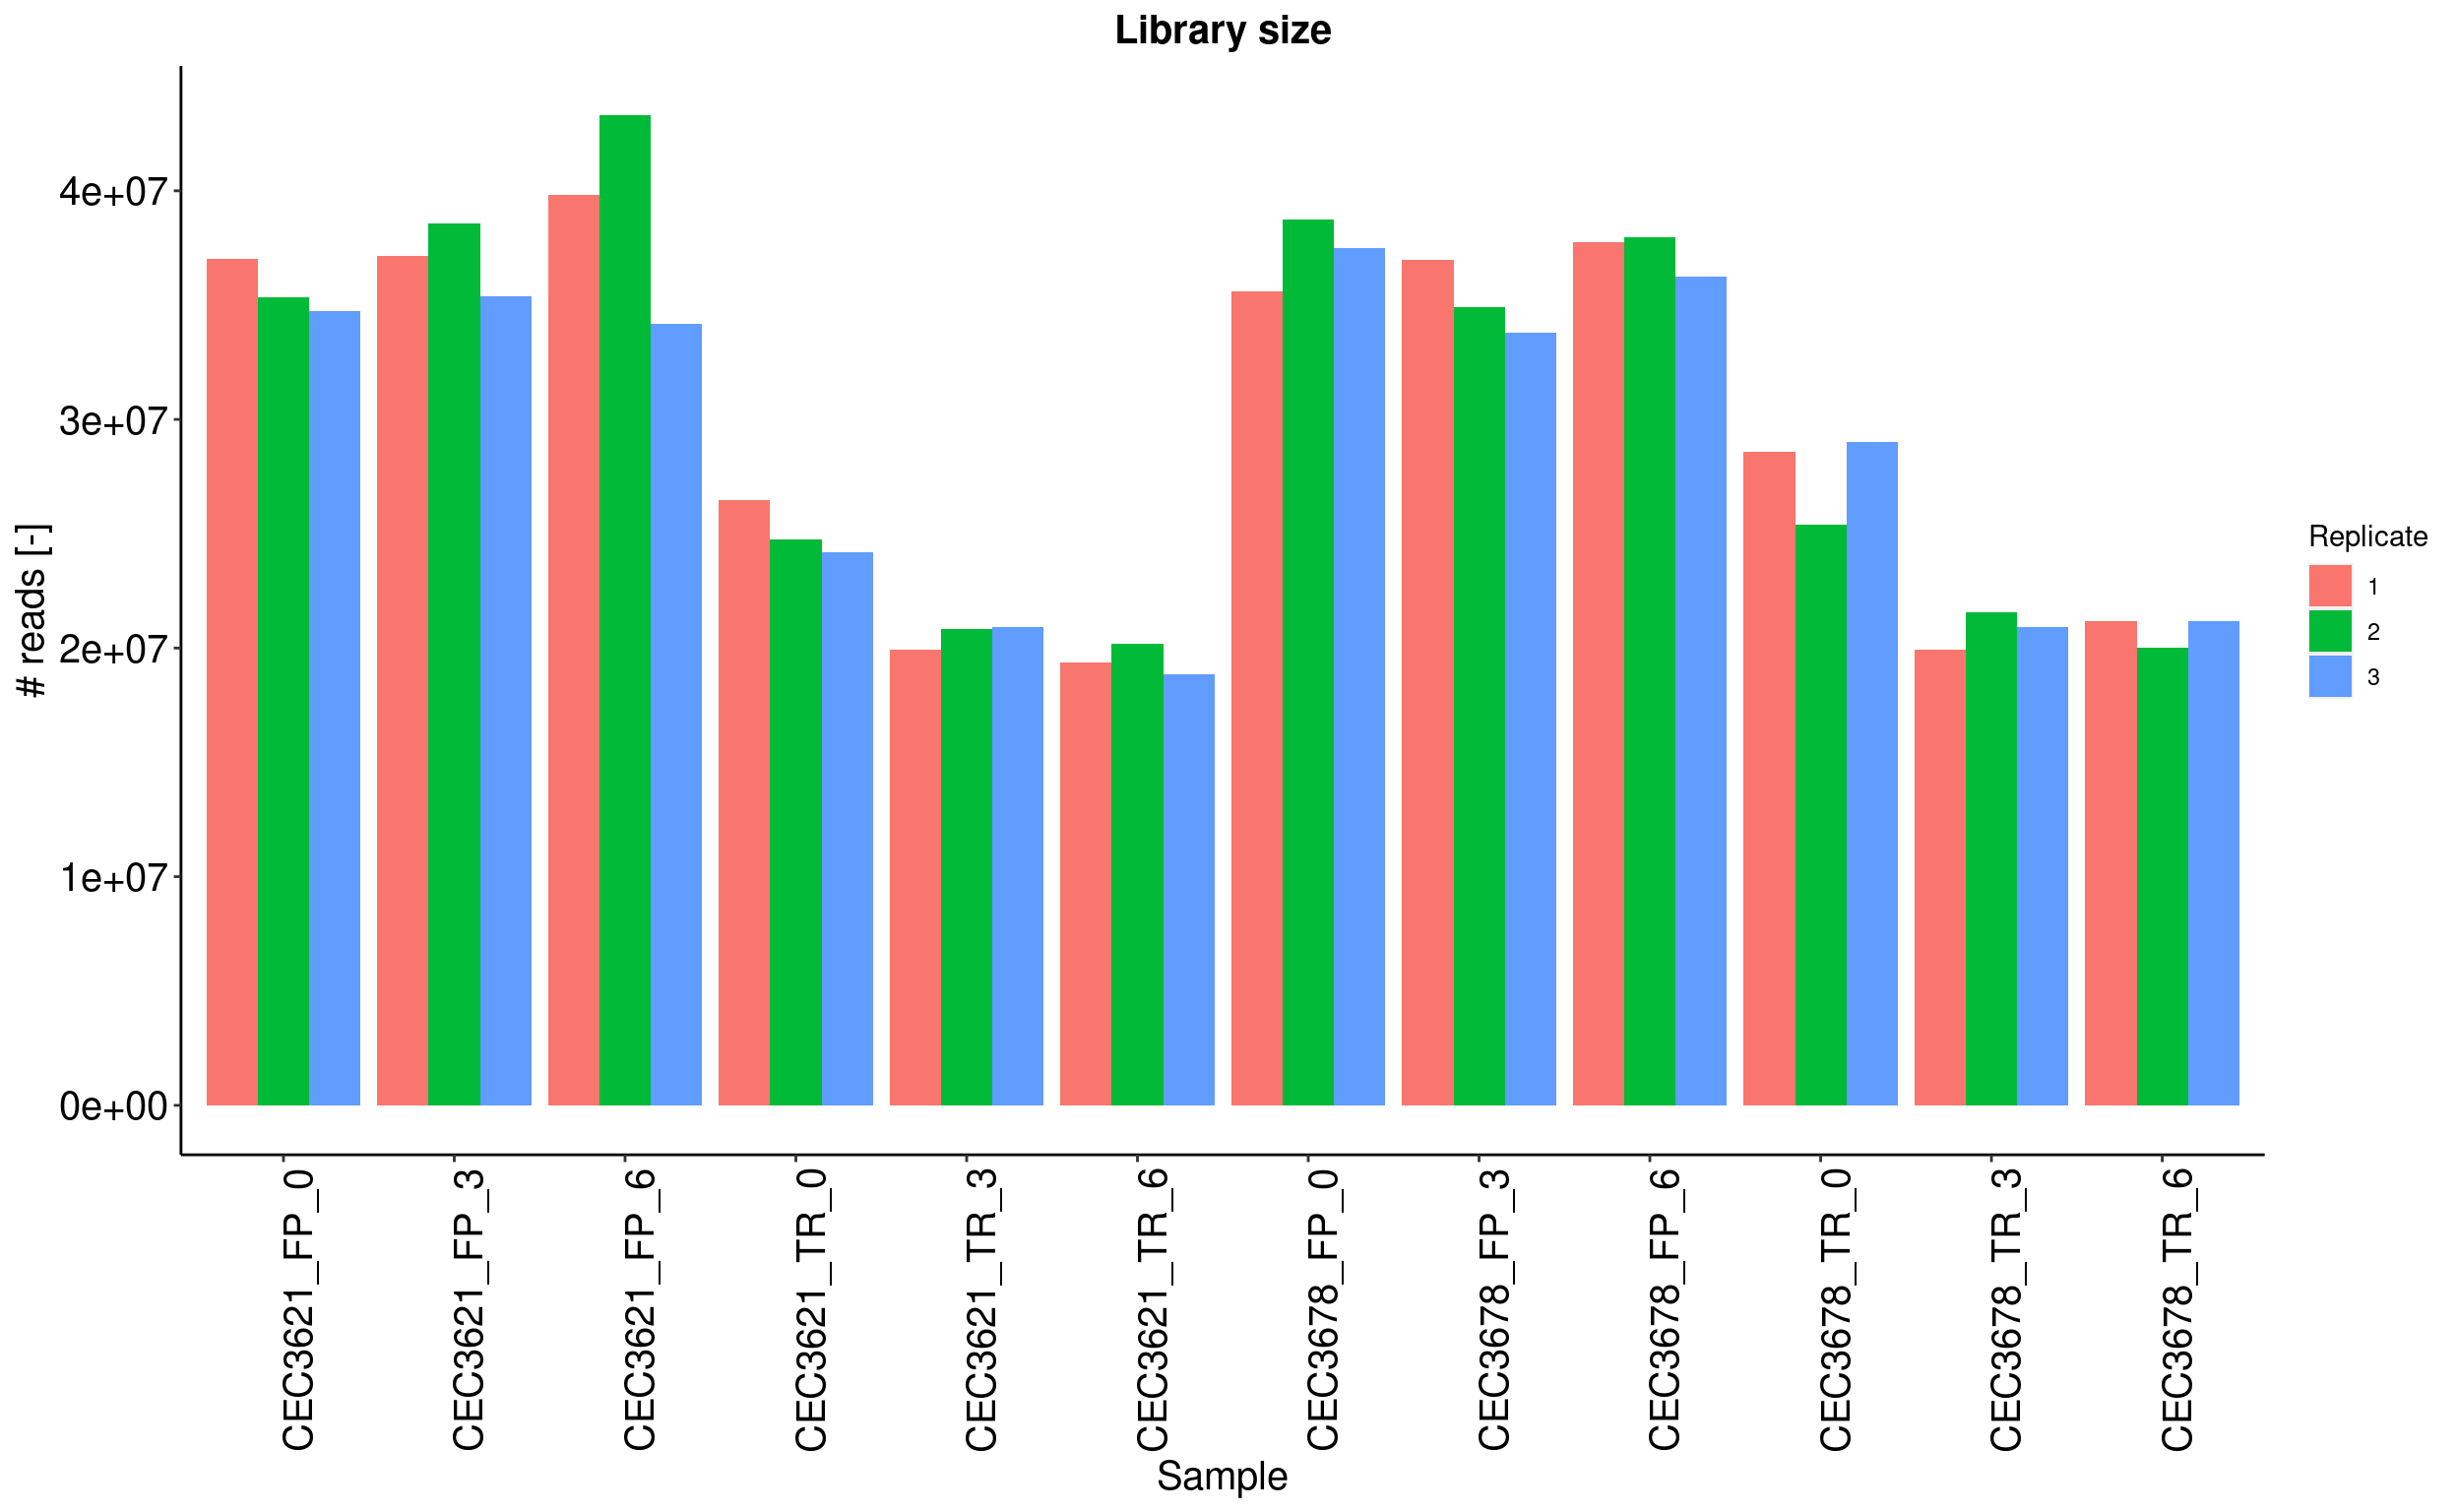 Library size
# reads [-]
4e+07
3e+07
2e+07
1e+07
0e+00
CEC3621_FP_0
CEC3621_FP_3
CEC3621_FP_6
CEC3621_TR_0
CEC3621_TR_3
CEC3621_TR_6
CEC3678_FP_0
CEC3678_FP_3
CEC3678_FP_6
CEC3678_TR_0
CEC3678_TR_3
CEC3678_TR_6
Sample
Replicate
1
2
3